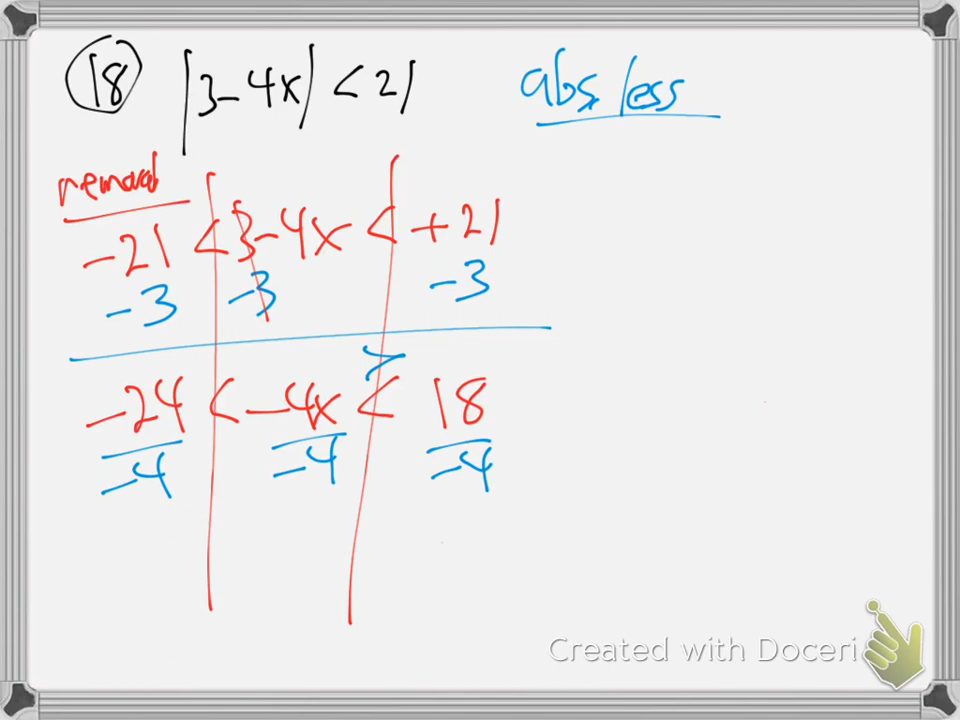 18 |3-4x| < 21 abs less
removal
-21 < 3-4x < +21
-3 -3 -3
>
-24 < -4x < 18
-4 -4 -4
Created with Doceri